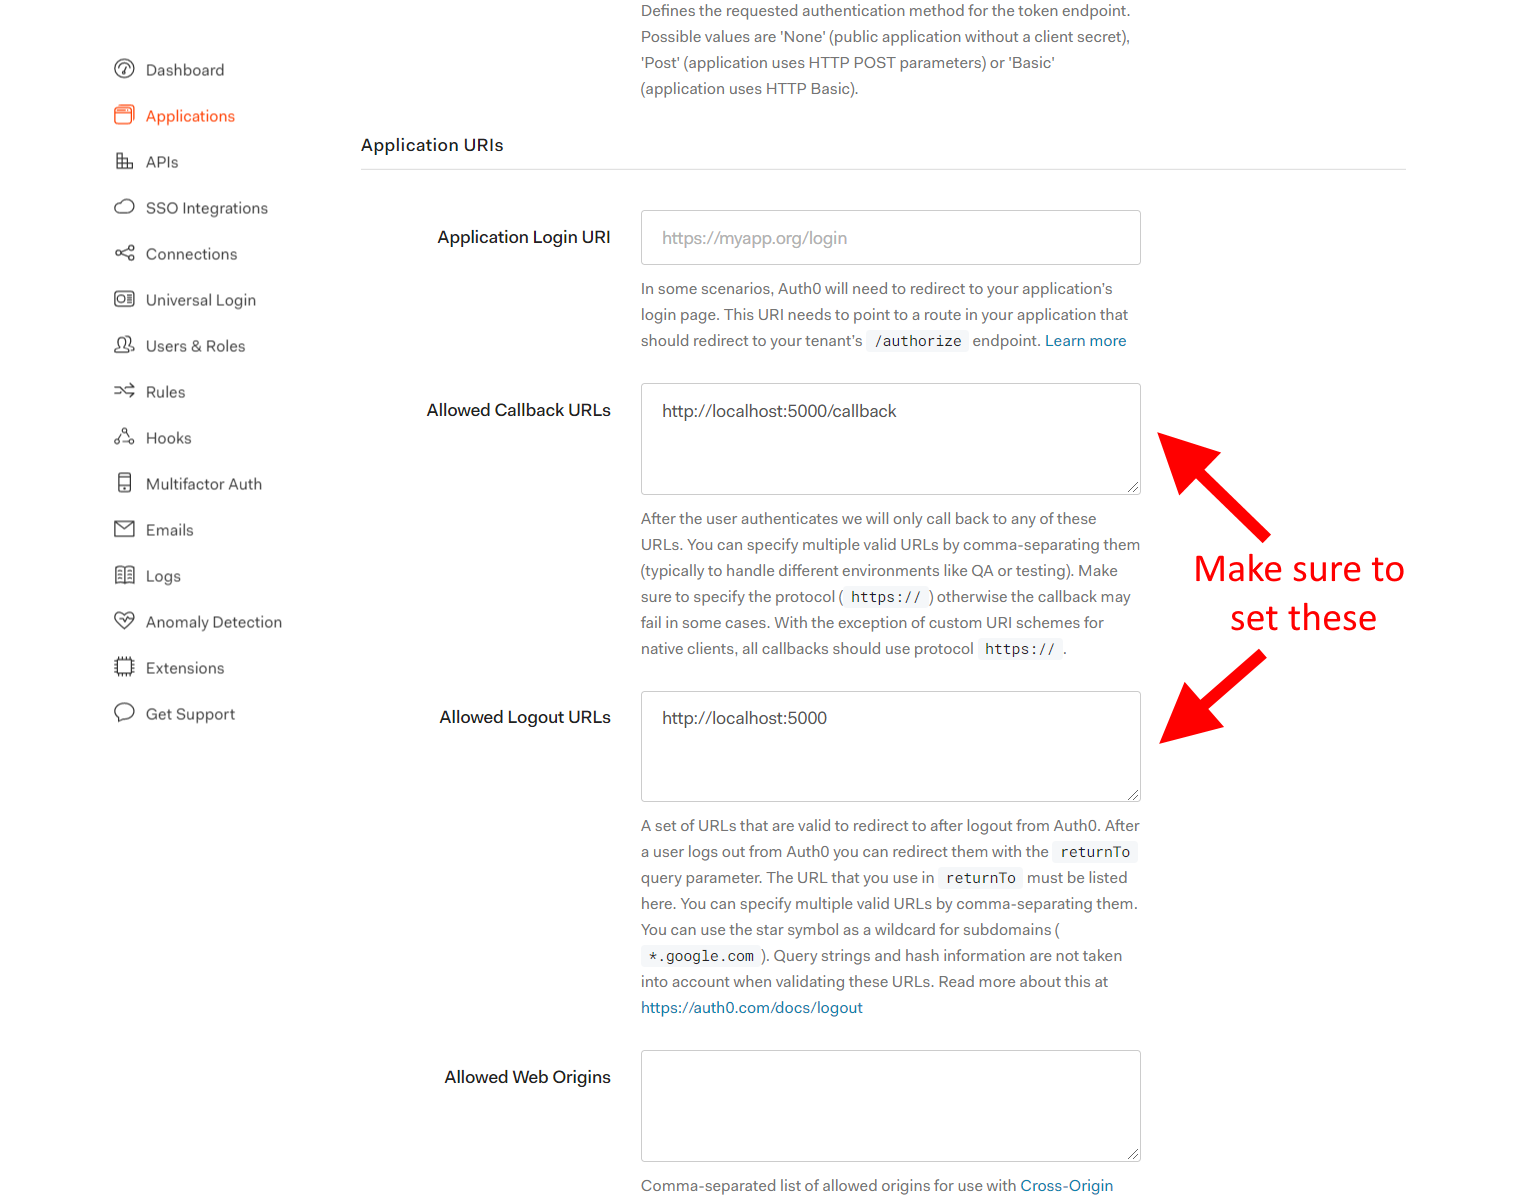 Defines the requested authentication method for the token endpoint.
Possible values are 'None' (public application without a client secret),
'Post' (application uses HTTP POST parameters) or 'Basic'
(application uses HTTP Basic).
Dashboard
Applications
APIs
SSO Integrations
Connections
Universal Login
Users & Roles
Rules
Hooks
Multifactor Auth
Emails
Logs
Anomaly Detection
Extensions
Get Support
Application URIs
Application Login URI
https://myapp.org/login
In some scenarios, Auth0 will need to redirect to your application's
login page. This URI needs to point to a route in your application that
should redirect to your tenant's /authorize endpoint. Learn more
Allowed Callback URLs
http://localhost:5000/callback
After the user authenticates we will only call back to any of these
URLs. You can specify multiple valid URLs by comma-separating them
(typically to handle different environments like QA or testing). Make
sure to specify the protocol ( https:// ) otherwise the callback may
fail in some cases. With the exception of custom URI schemes for
native clients, all callbacks should use protocol https:// .
Make sure to
set these
Allowed Logout URLs
http://localhost:5000
A set of URLs that are valid to redirect to after logout from Auth0. After
a user logs out from Auth0 you can redirect them with the returnTo
query parameter. The URL that you use in returnTo must be listed
here. You can specify multiple valid URLs by comma-separating them.
You can use the star symbol as a wildcard for subdomains (
*.google.com ). Query strings and hash information are not taken
into account when validating these URLs. Read more about this at
https://auth0.com/docs/logout
Allowed Web Origins
Comma-separated list of allowed origins for use with Cross-Origin